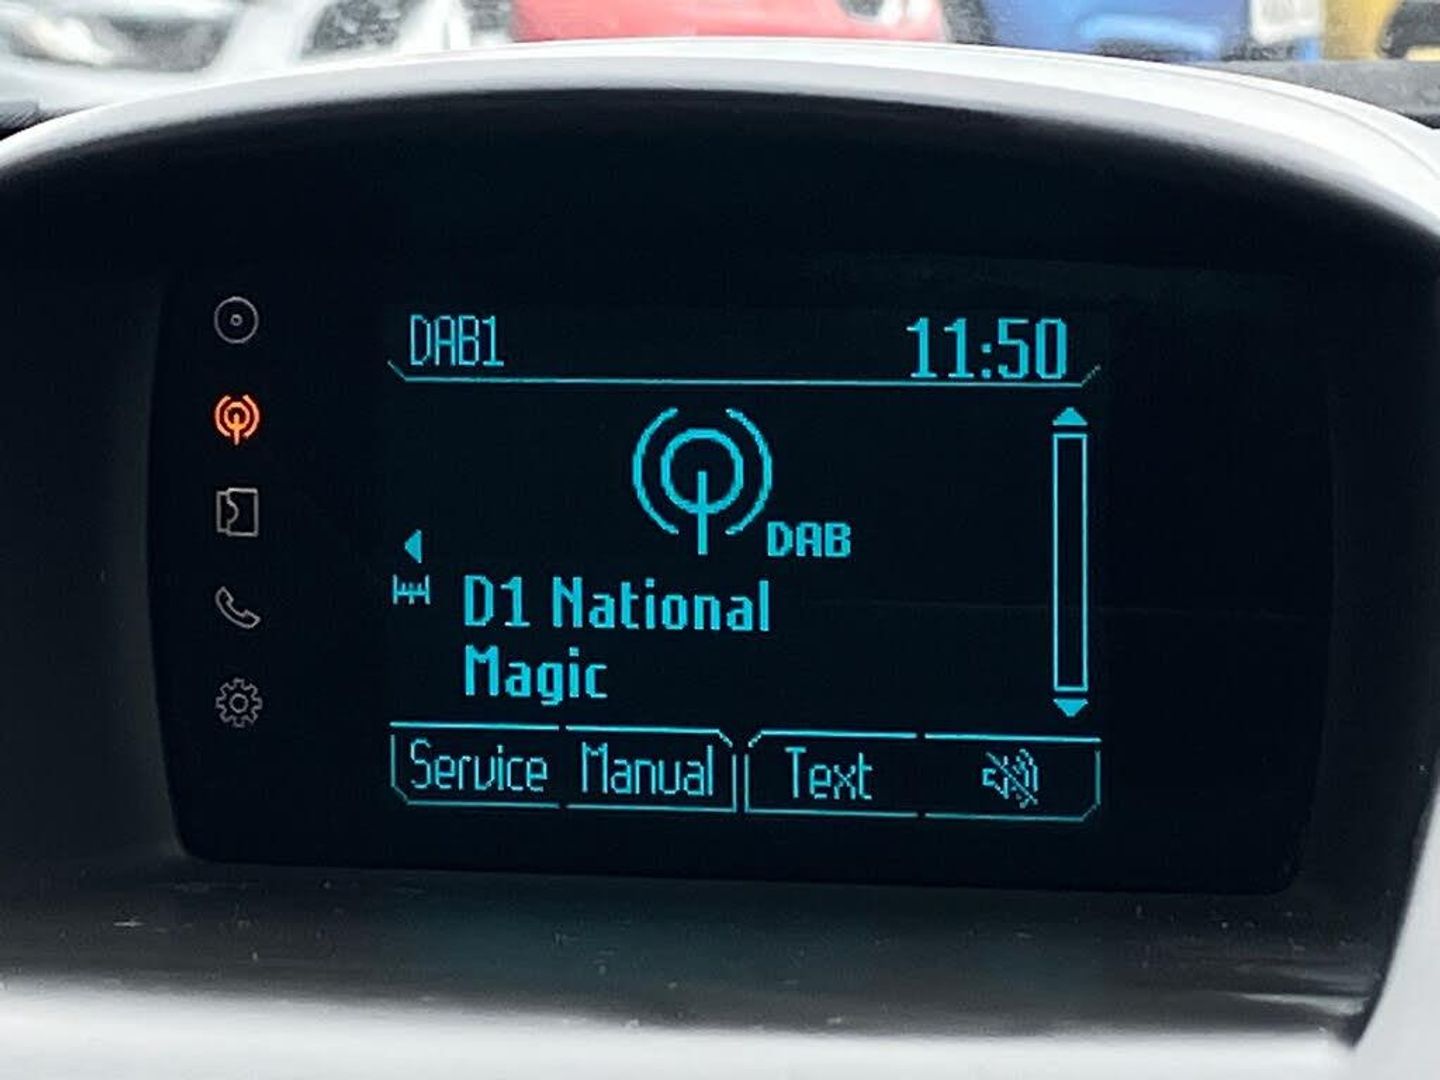 DAB1 11:50
DAB
D1 National
Magic
Service Manual Text